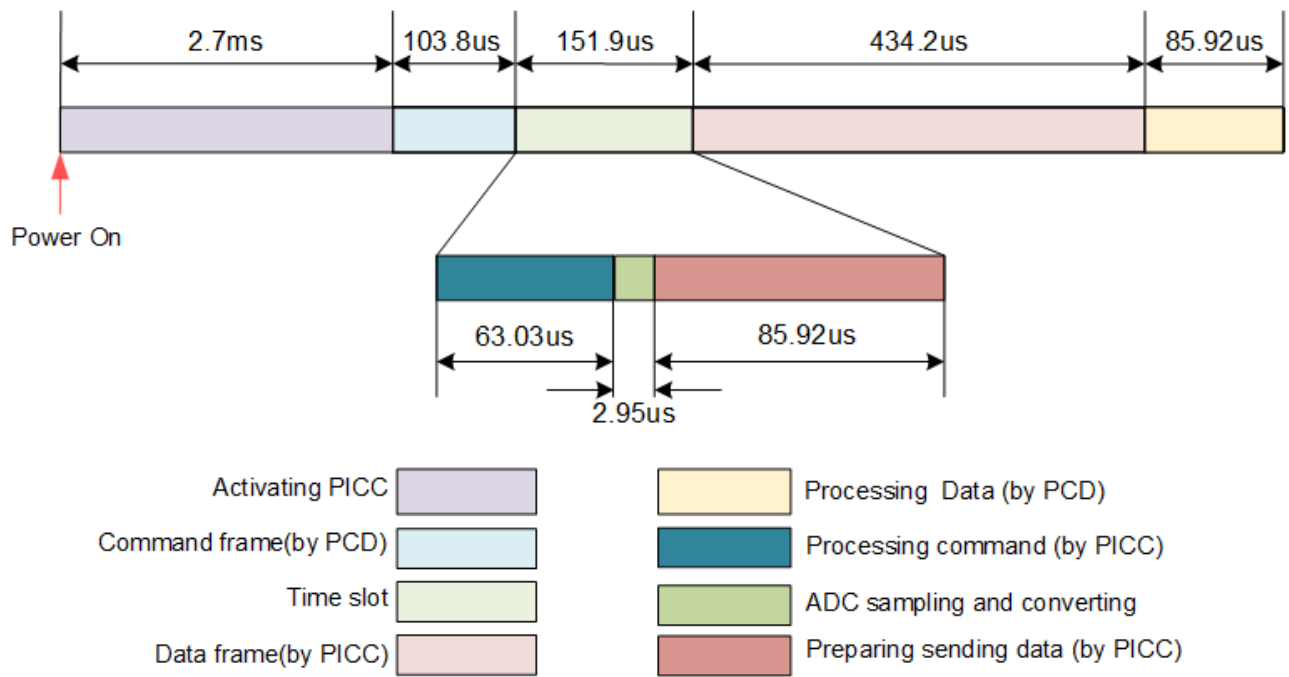 2.7ms
103.8us
151.9us
434.2us
85.92us
Power On
63.03us
85.92us
2.95us
Activating PICC
Processing Data (by PCD)
Command frame(by PCD)
Processing command (by PICC)
Time slot
ADC sampling and converting
Data frame(by PICC)
Preparing sending data (by PICC)